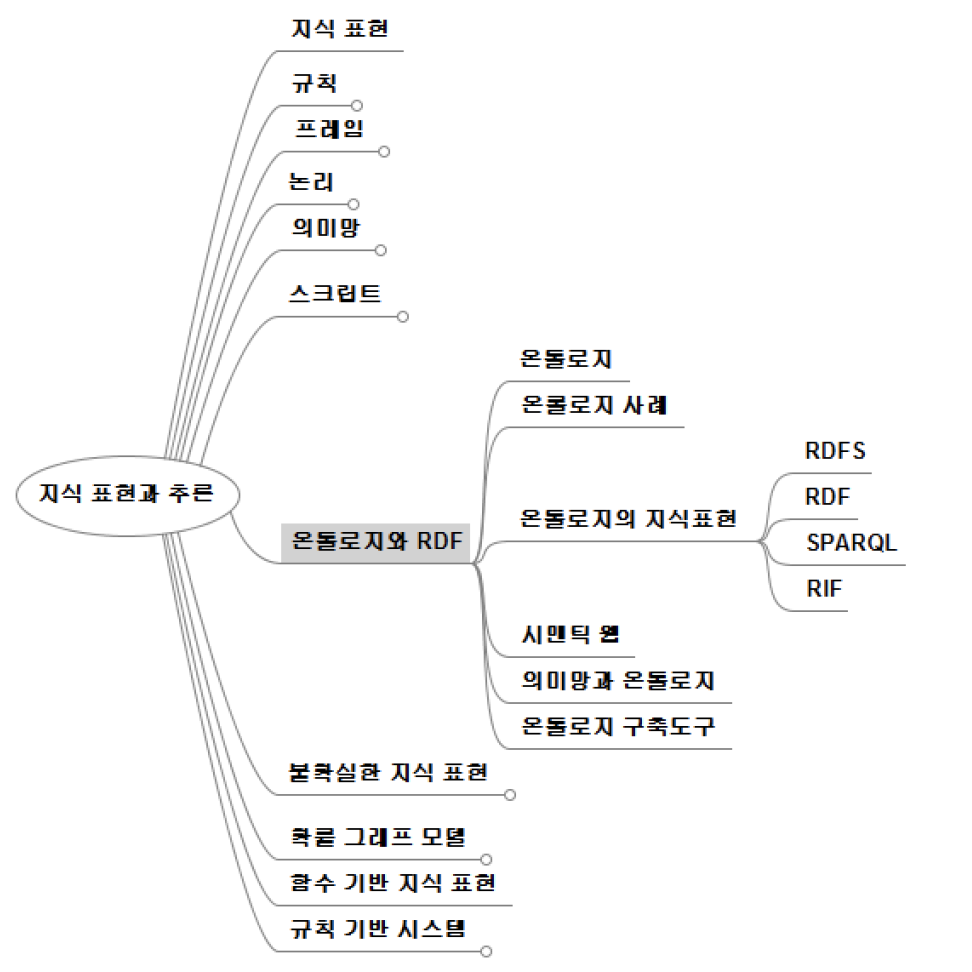 지식 표현
규칙
프레임
논리
의미망
스크립트
온톨로지
온톨로지 사례
RDFS
RDF
지식 표현과 추론
온톨로지의 지식표현
온톨로지와 RDF
SPARQL
RIF
시맨틱 웹
의미망과 온톨로지
온톨로지 구축도구
불확실한 지식 표현
확률 그래프 모델
함수 기반 지식 표현
규칙 기반 시스템